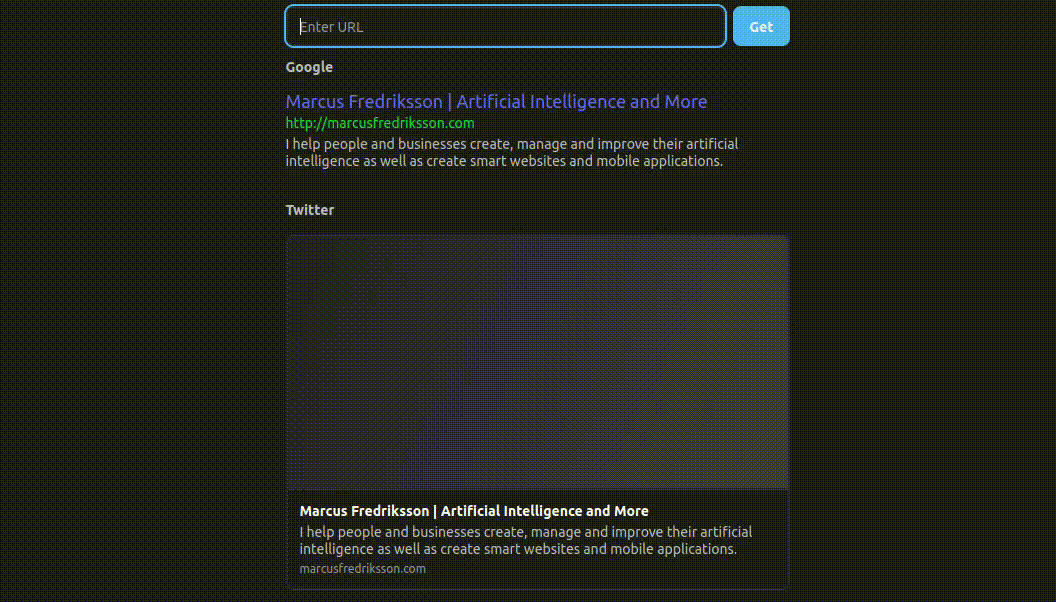 Enter URL
Get
Google
Marcus Fredriksson | Artificial Intelligence and More
http://marcusfredriksson.com
I help people and businesses create, manage and improve their artificial
intelligence as well as create smart websites and mobile applications.
Twitter
Marcus Fredriksson | Artificial Intelligence and More
I help people and businesses create, manage and improve their artificial
intelligence as well as create smart websites and mobile applications.
marcusfredriksson.com